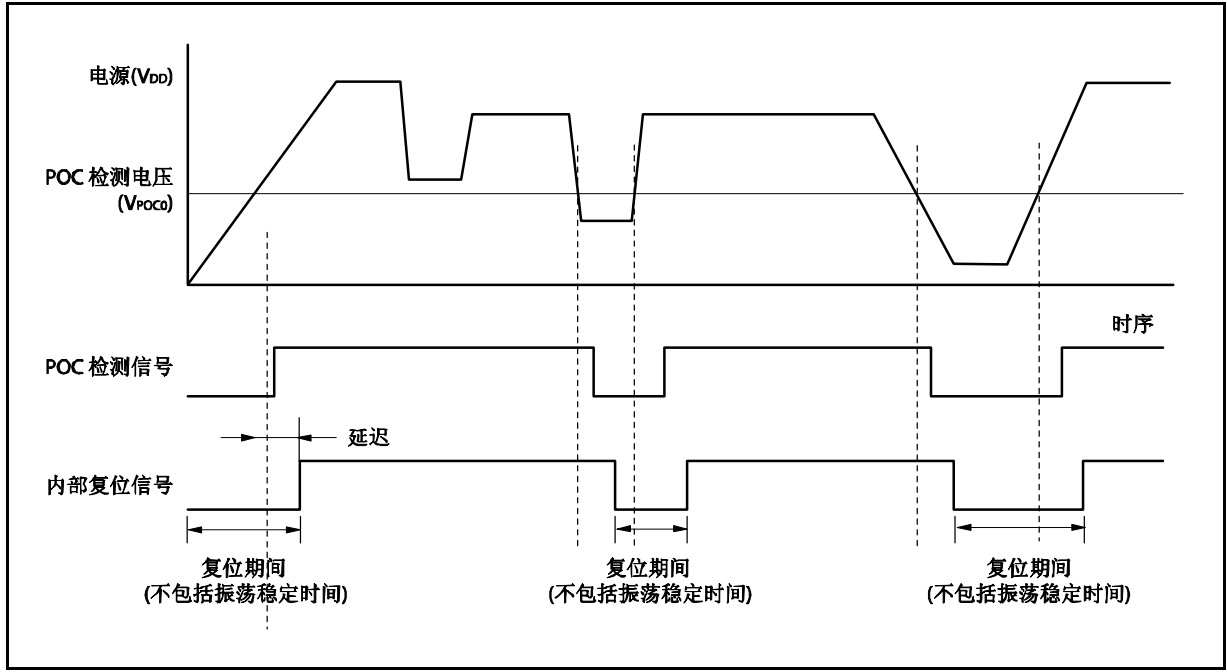 电源(VDD)
POC 检测电压
(VPOC0)
时序
POC 检测信号
延迟
内部复位信号
复位期间
(不包括振荡稳定时间)
复位期间
(不包括振荡稳定时间)
复位期间
(不包括振荡稳定时间)